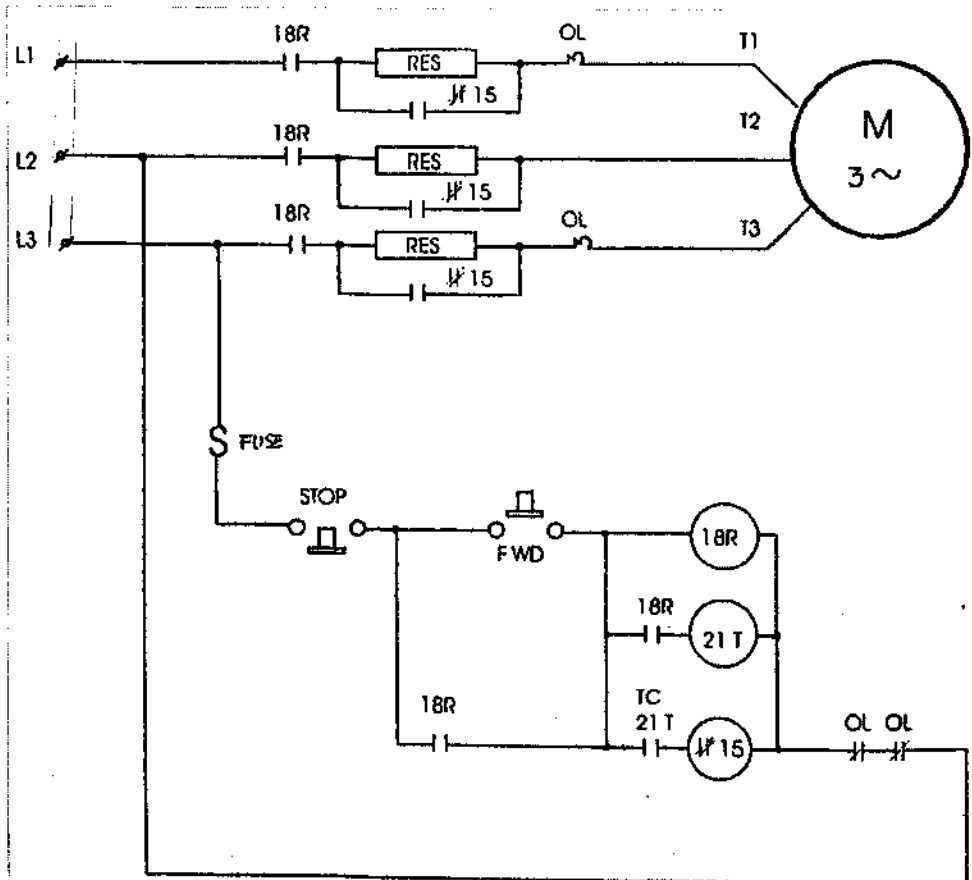 L1
18R
RES
OL
T1
15
L2
18R
RES
T2
M
3~
15
L3
18R
RES
OL
T3
15
FUSE
STOP
FWD
18R
18R
21 T
18R
TC
21 T
15
OL OL